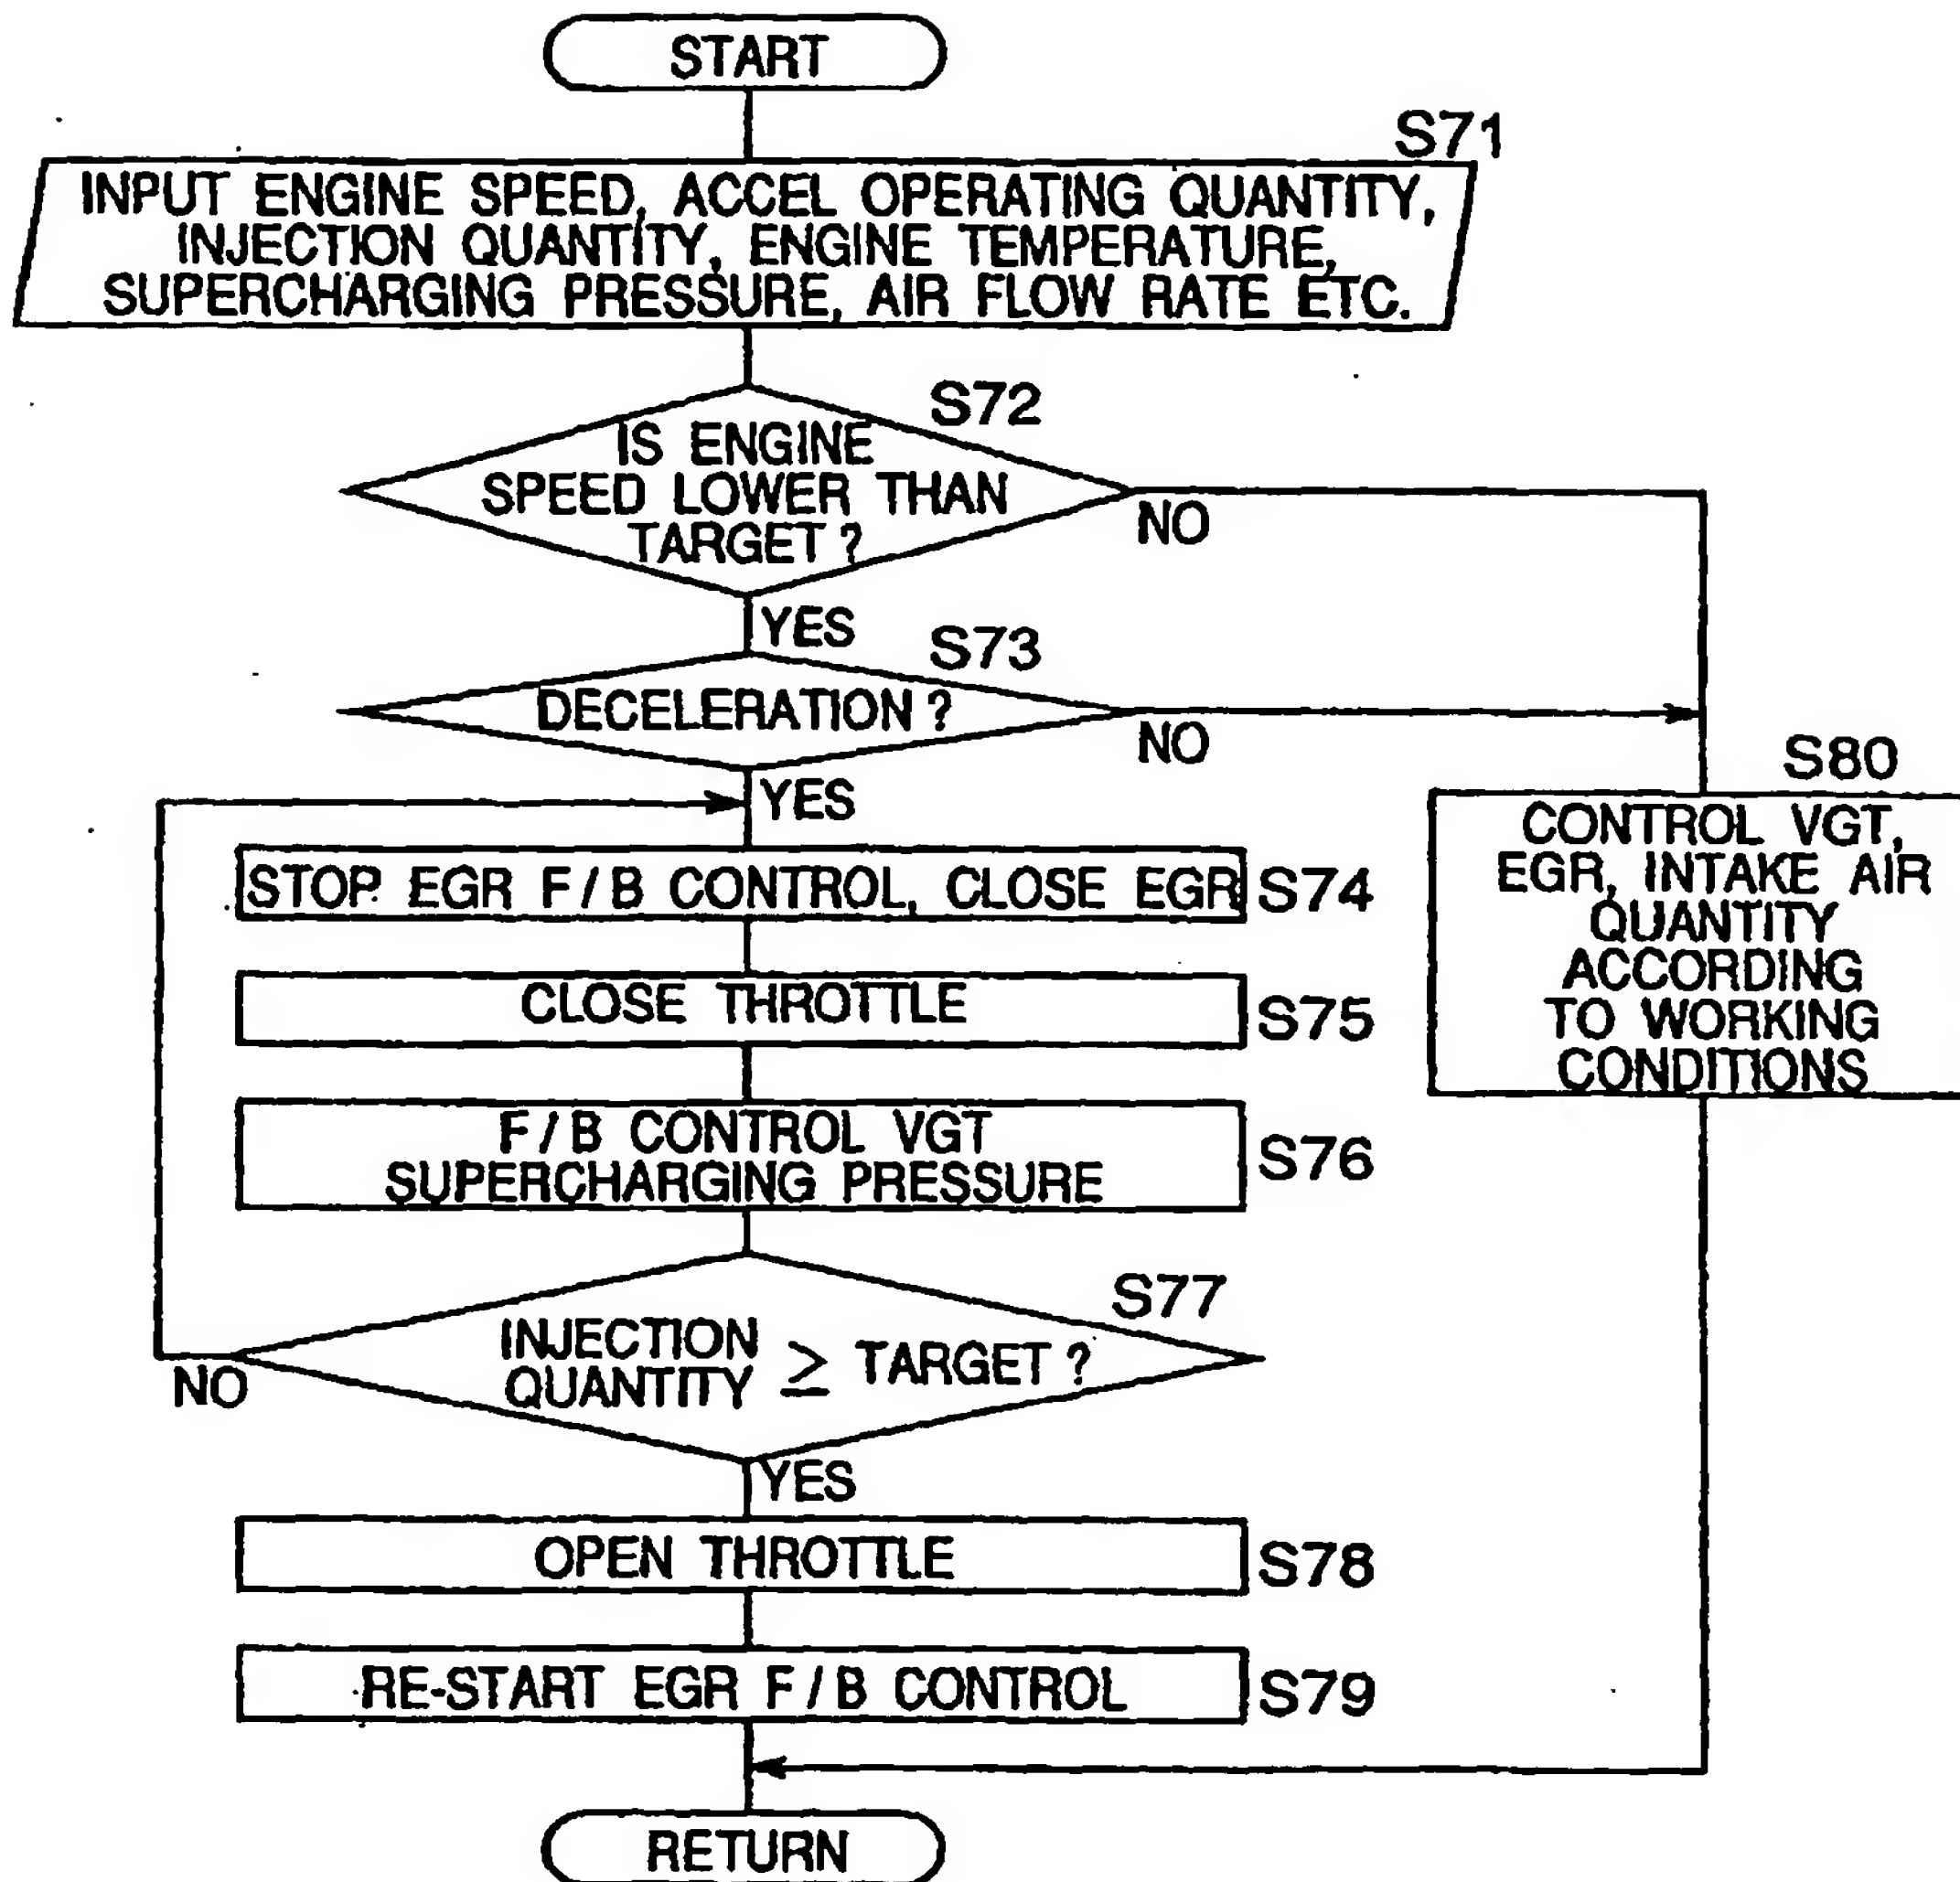 START
S71
INPUT ENGINE SPEED, ACCEL OPERATING QUANTITY,
INJECTION QUANTITY, ENGINE TEMPERATURE,
SUPERCHARGING PRESSURE, AIR FLOW RATE ETC.
S72
IS ENGINE
SPEED LOWER THAN
TARGET?
NO
YES
S73
DECELERATION?
NO
YES
S80
CONTROL VGT,
EGR, INTAKE AIR
QUANTITY
ACCORDING
TO WORKING
CONDITIONS
STOP EGR F/B CONTROL, CLOSE EGR
S74
CLOSE THROTTLE
S75
F/B CONTROL VGT
SUPERCHARGING PRESSURE
S76
S77
INJECTION
QUANTITY ≥ TARGET?
NO
YES
OPEN THROTTLE
S78
RE-START EGR F/B CONTROL
S79
RETURN